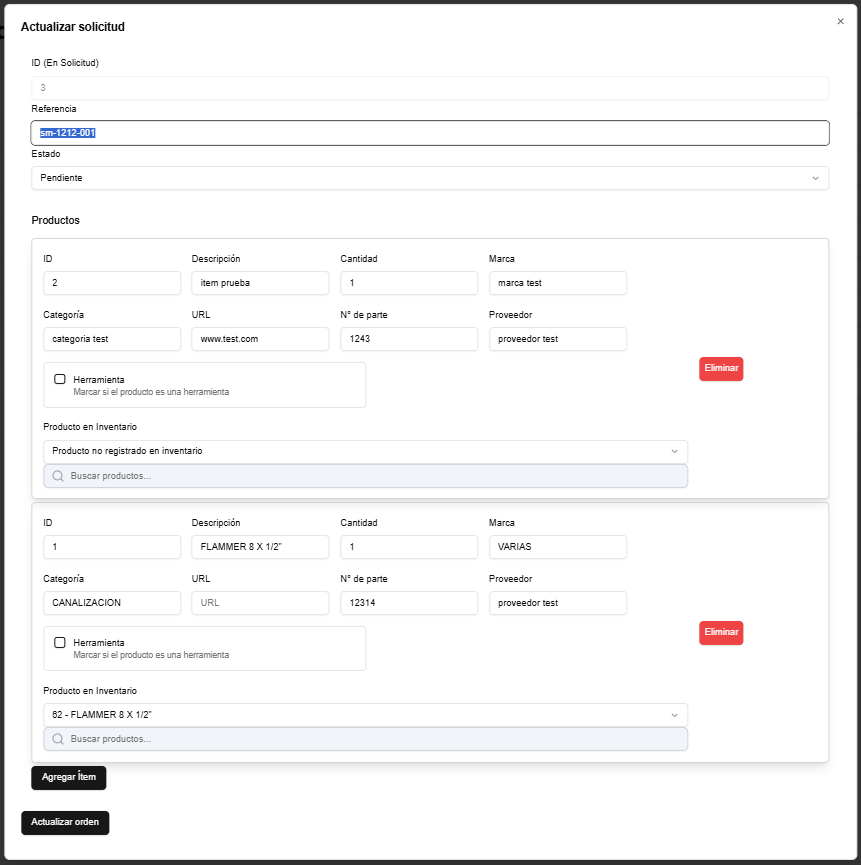 Actualizar solicitud
×
ID (En Solicitud)
3
Referencia
sm-1212-001
Estado
Pendiente
Productos
ID Descripción Cantidad Marca
2 item prueba 1 marca test
Categoría URL N° de parte Proveedor
categoria test www.test.com 1243 proveedor test
Eliminar
Herramienta
Marcar si el producto es una herramienta
Producto en Inventario
Producto no registrado en inventario
Buscar productos...
ID Descripción Cantidad Marca
1 FLAMMER 8 X 1/2" 1 VARIAS
Categoría URL N° de parte Proveedor
CANALIZACION URL 12314 proveedor test
Eliminar
Herramienta
Marcar si el producto es una herramienta
Producto en Inventario
62 - FLAMMER 8 X 1/2"
Buscar productos...
Agregar Ítem
Actualizar orden